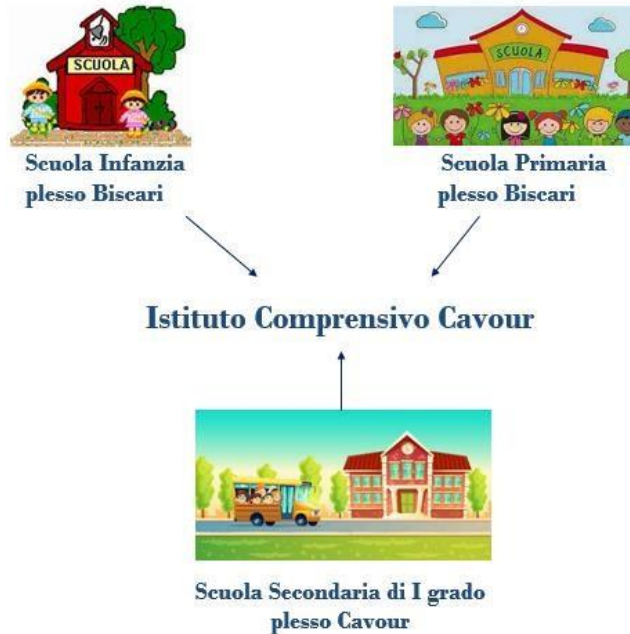 SCUOLA
SCUOLA
Scuola Infanzia
plesso Biscari
Scuola Primaria
plesso Biscari
Istituto Comprensivo Cavour
Scuola Secondaria di I grado
plesso Cavour